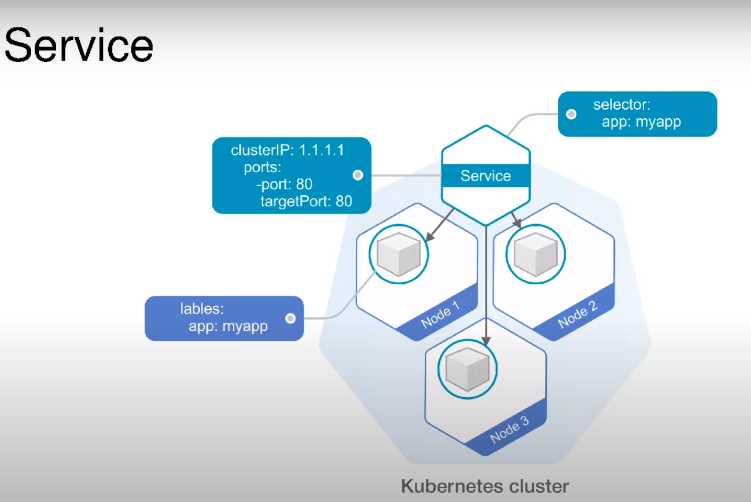 Service
selector:
app: myapp
clusterIP: 1.1.1.1
ports:
-port: 80
targetPort: 80
Service
lables:
app: myapp
Node 1
Node 2
Node 3
Kubernetes cluster